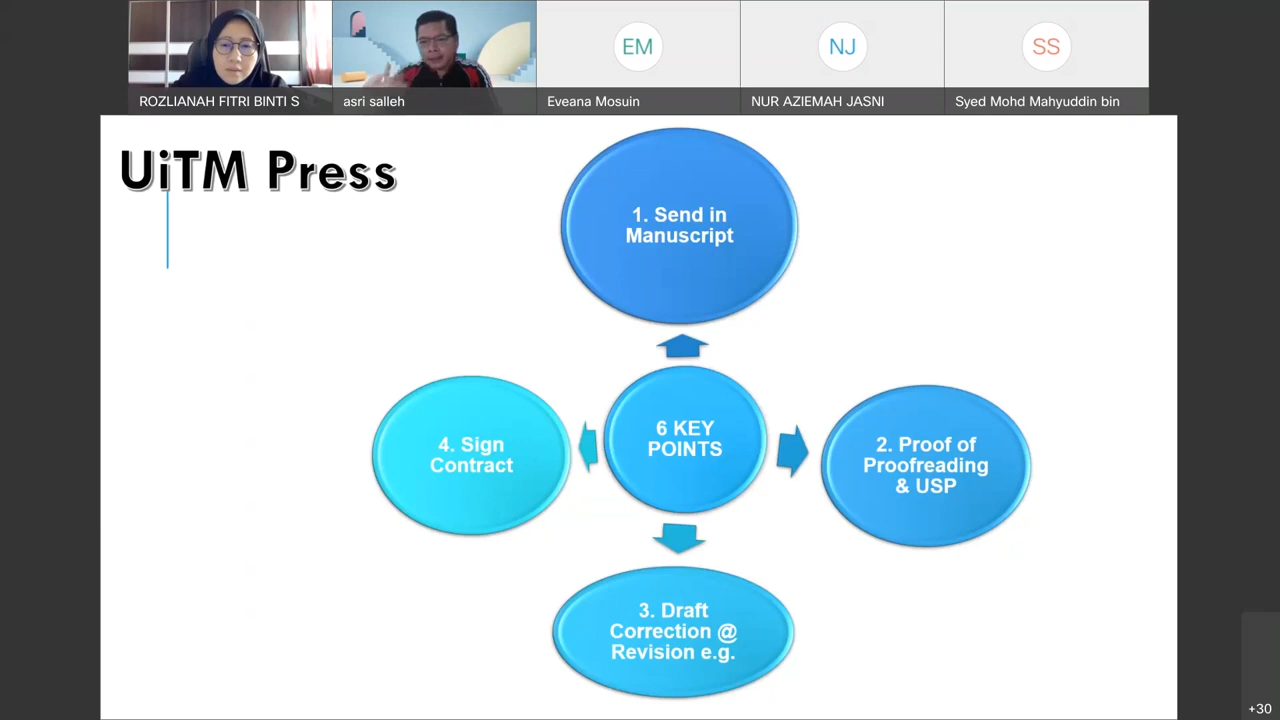 EM
NJ
SS
ROZLIANAH FITRI BINTI S
asri salleh
Eveana Mosuin
NUR AZIEMAH JASNI
Syed Mohd Mahyuddin bin
UiTM Press
1. Send in
Manuscript
6 KEY
POINTS
4. Sign
Contract
2. Proof of
Proofreading
& USP
3. Draft
Correction @
Revision e.g.
+30